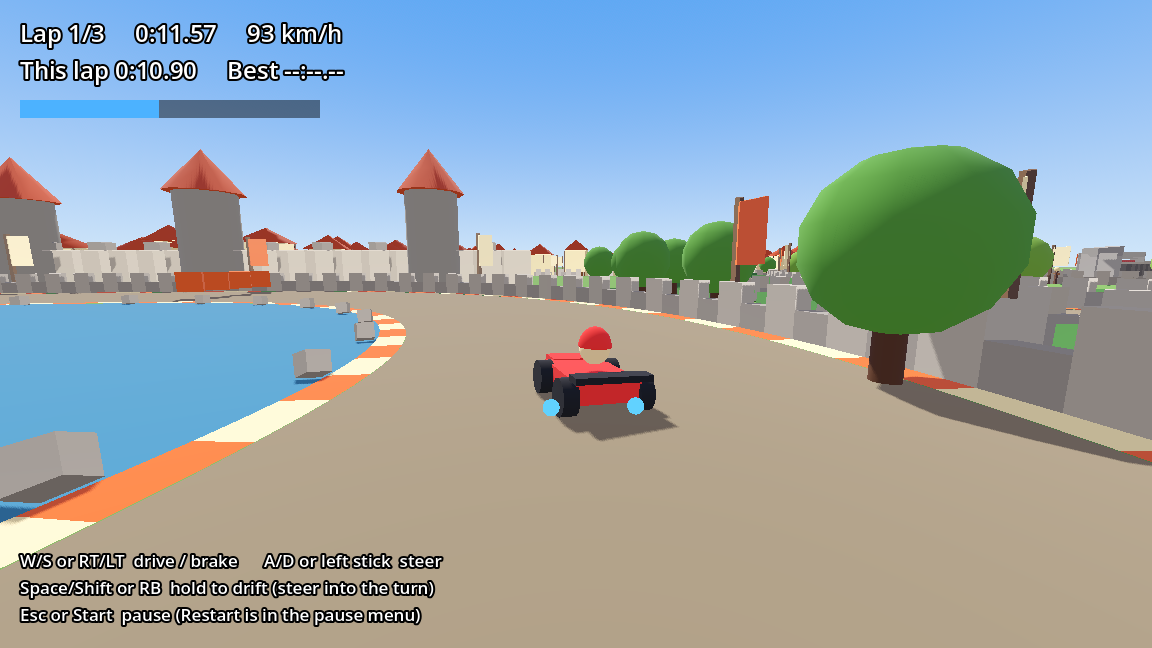 Lap 1/3 0:11.57 93 km/h
This lap 0:10.90 Best --:--.--
W/S or RT/LT drive / brake A/D or left stick steer
Space/Shift or RB hold to drift (steer into the turn)
Esc or Start pause (Restart is in the pause menu)